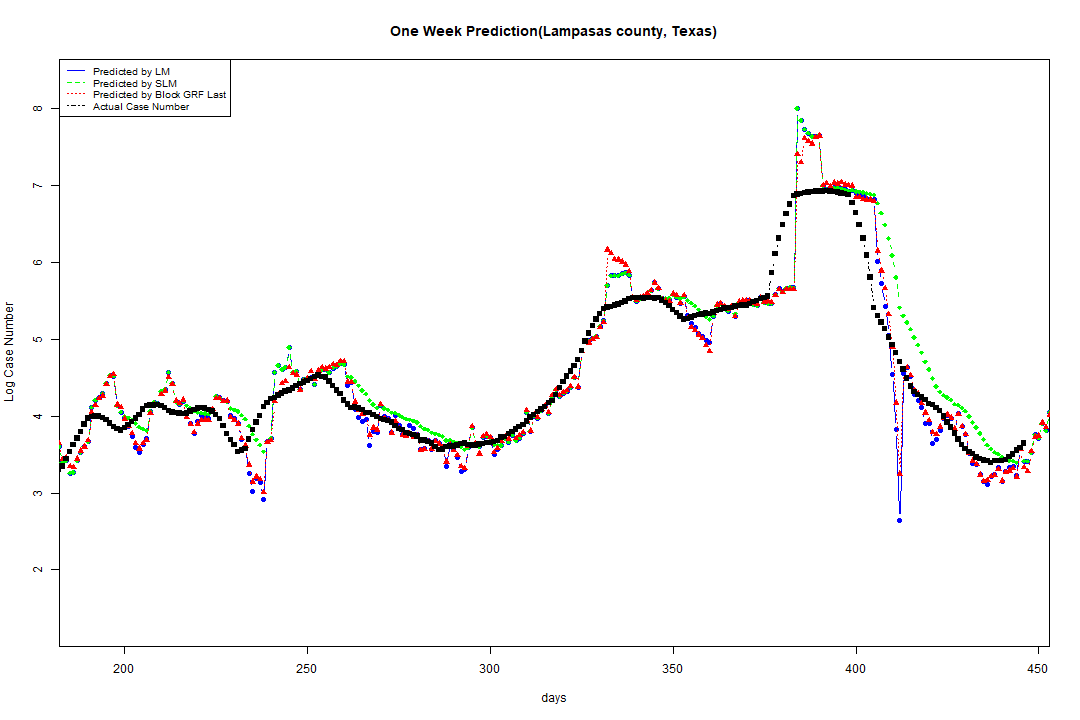 One Week Prediction(Lampasas county, Texas)
Predicted by LM
Predicted by SLM
Predicted by Block GRF Last
Actual Case Number
8
7
6
5
4
3
2
Log Case Number
200 250 300 350 400 450
days